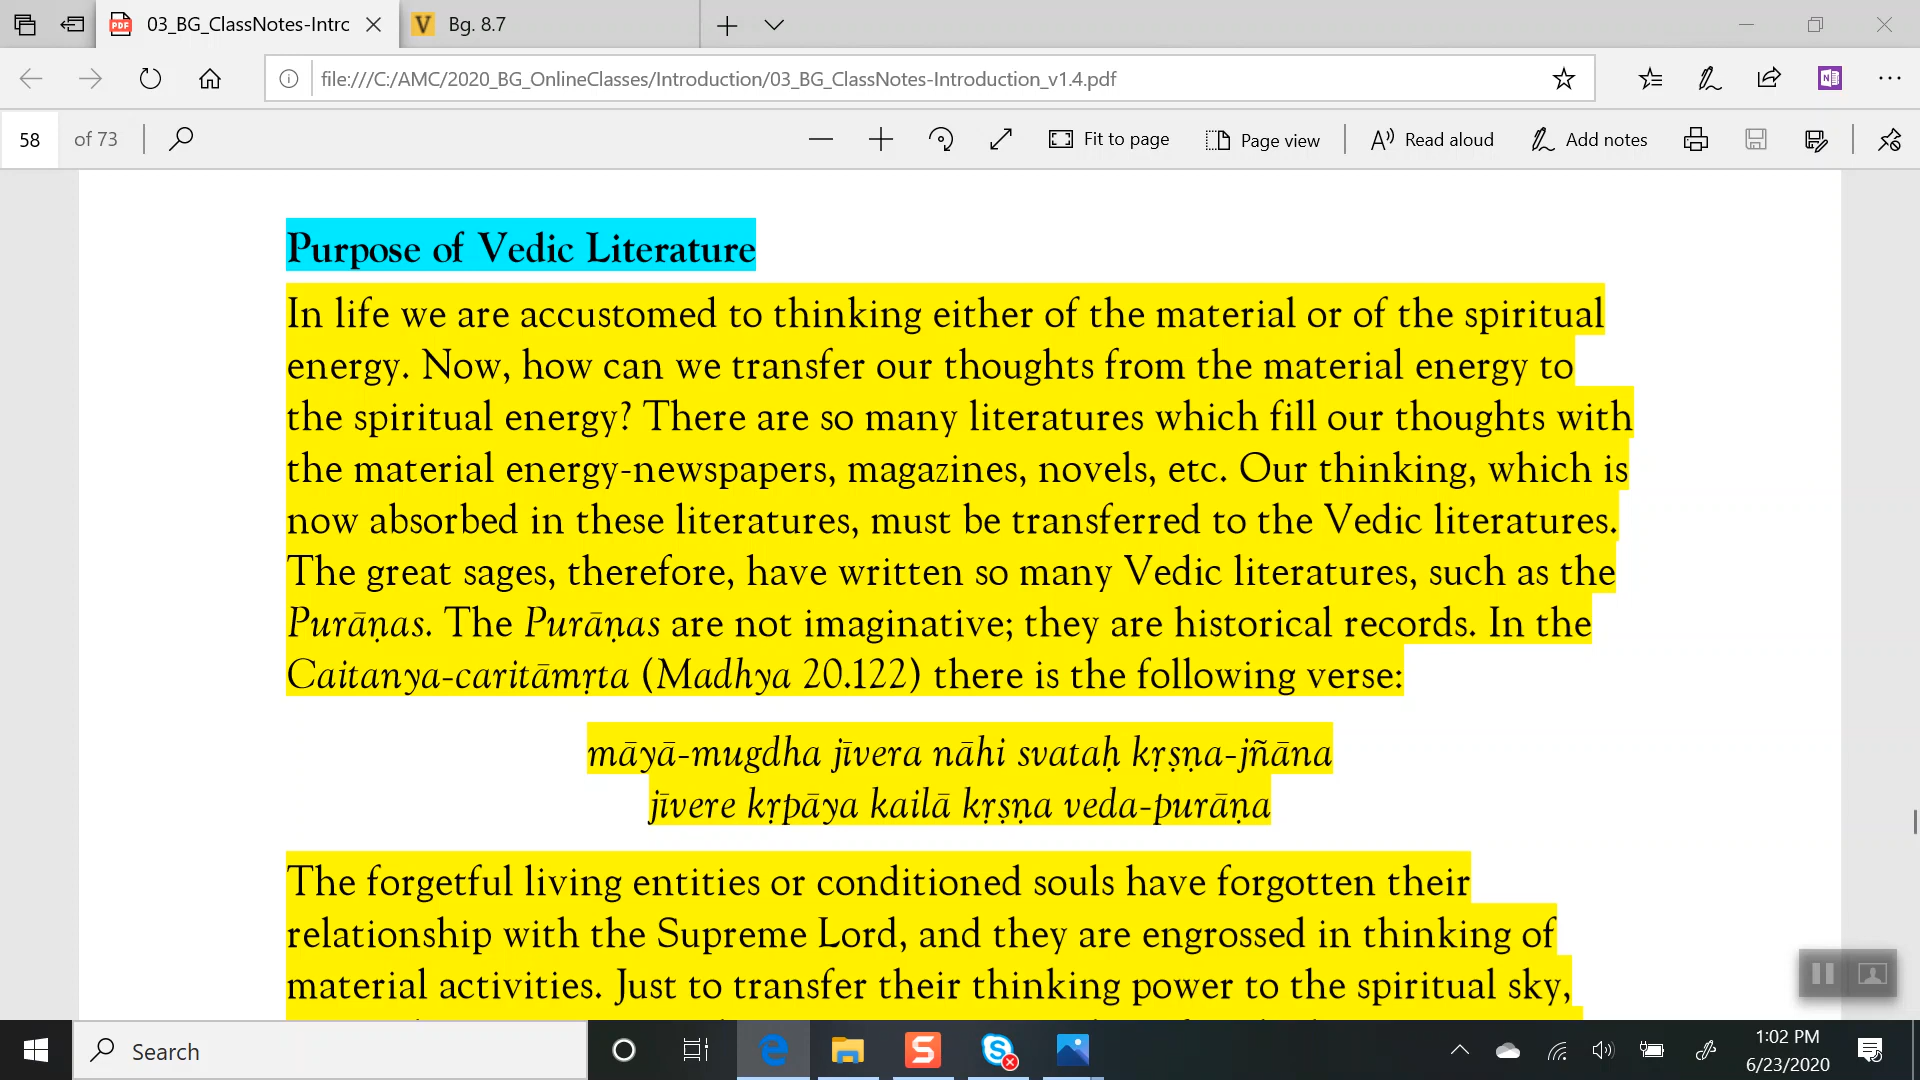 03_BG_ClassNotes-Intrc
Bg. 8.7
file:///C:/AMC/2020_BG_OnlineClasses/Introduction/03_BG_ClassNotes-Introduction_v1.4.pdf
58 of 73
Fit to page
Page view
Read aloud
Add notes
Purpose of Vedic Literature
In life we are accustomed to thinking either of the material or of the spiritual
energy. Now, how can we transfer our thoughts from the material energy to
the spiritual energy? There are so many literatures which fill our thoughts with
the material energy-newspapers, magazines, novels, etc. Our thinking, which is
now absorbed in these literatures, must be transferred to the Vedic literatures.
The great sages, therefore, have written so many Vedic literatures, such as the
Purāṇas. The Purāṇas are not imaginative; they are historical records. In the
Caitanya-caritāmṛta (Madhya 20.122) there is the following verse:
māyā-mugdha jīvera nāhi svataḥ kṛṣṇa-jñāna
jīvere kṛpāya kailā kṛṣṇa veda-purāṇa
The forgetful living entities or conditioned souls have forgotten their
relationship with the Supreme Lord, and they are engrossed in thinking of
material activities. Just to transfer their thinking power to the spiritual sky,
Search
1:02 PM
6/23/2020